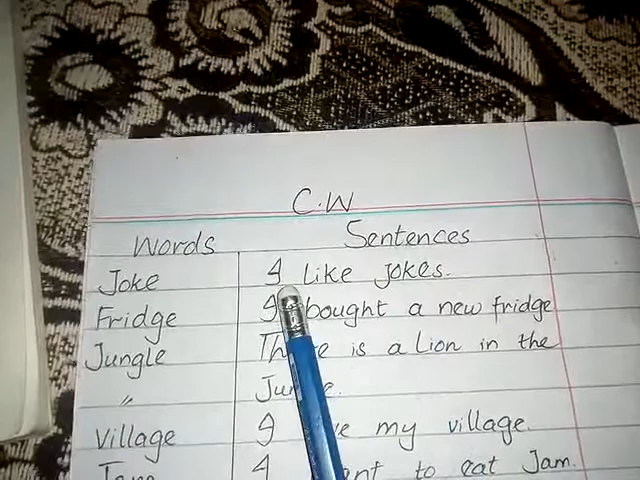 C.W
Words Sentences
Joke I like jokes.
Fridge I bought a new fridge
Jungle is a Lion in the
〃
Village my village.
to eat Jam.